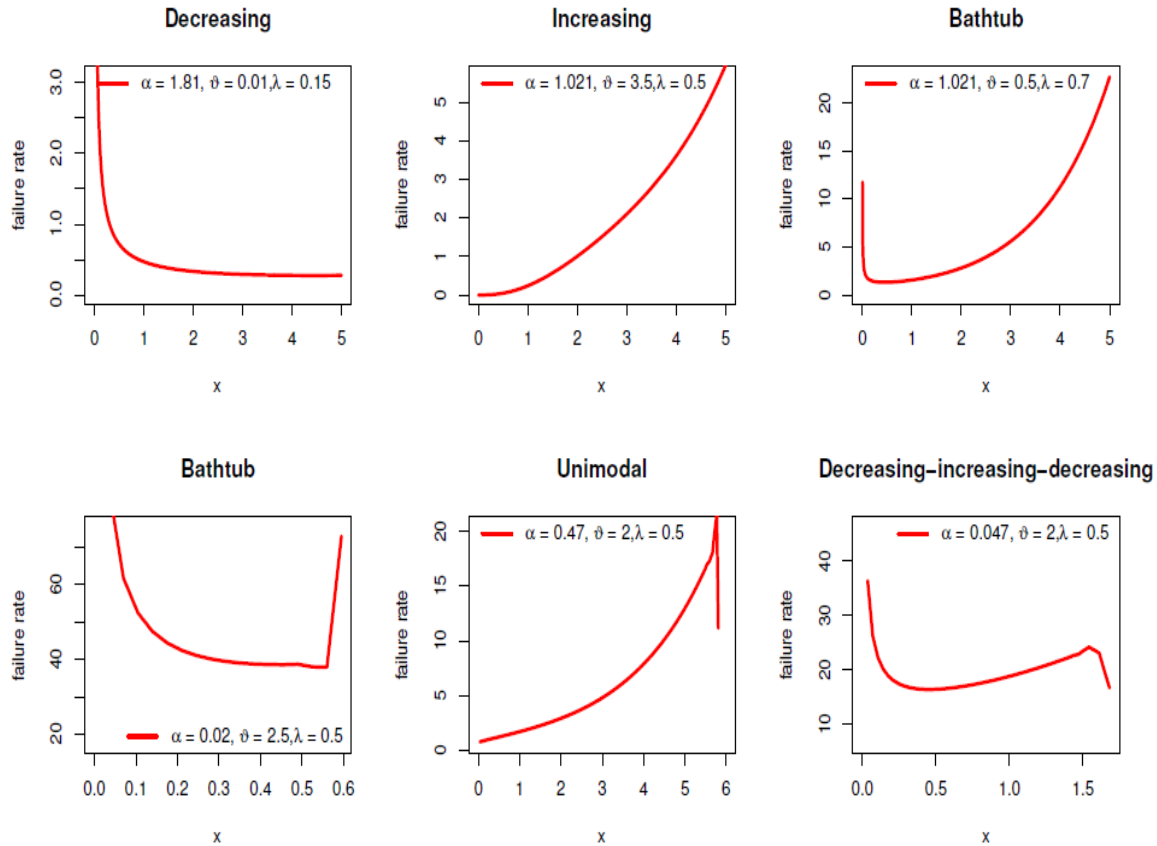 Decreasing
Increasing
Bathtub
α = 1.81, ϑ = 0.01,λ = 0.15
α = 1.021, ϑ = 3.5,λ = 0.5
α = 1.021, ϑ = 0.5,λ = 0.7
failure rate
0.0 1.0 2.0 3.0
failure rate
0 1 2 3 4 5
failure rate
0 5 10 15 20
0 1 2 3 4 5
0 1 2 3 4 5
0 1 2 3 4 5
x
x
x
Bathtub
Unimodal
Decreasing−increasing−decreasing
α = 0.02, ϑ = 2.5,λ = 0.5
α = 0.47, ϑ = 2,λ = 0.5
α = 0.047, ϑ = 2,λ = 0.5
failure rate
20 40 60
failure rate
0 5 10 15 20
failure rate
10 20 30 40
0.0 0.1 0.2 0.3 0.4 0.5 0.6
0 1 2 3 4 5 6
0.0 0.5 1.0 1.5
x
x
x